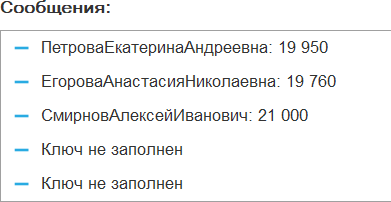 Сообщения:
ПетроваЕкатеринаАндреевна: 19 950
ЕгороваАнастасияНиколаевна: 19 760
СмирновАлексейИванович: 21 000
Ключ не заполнен
Ключ не заполнен